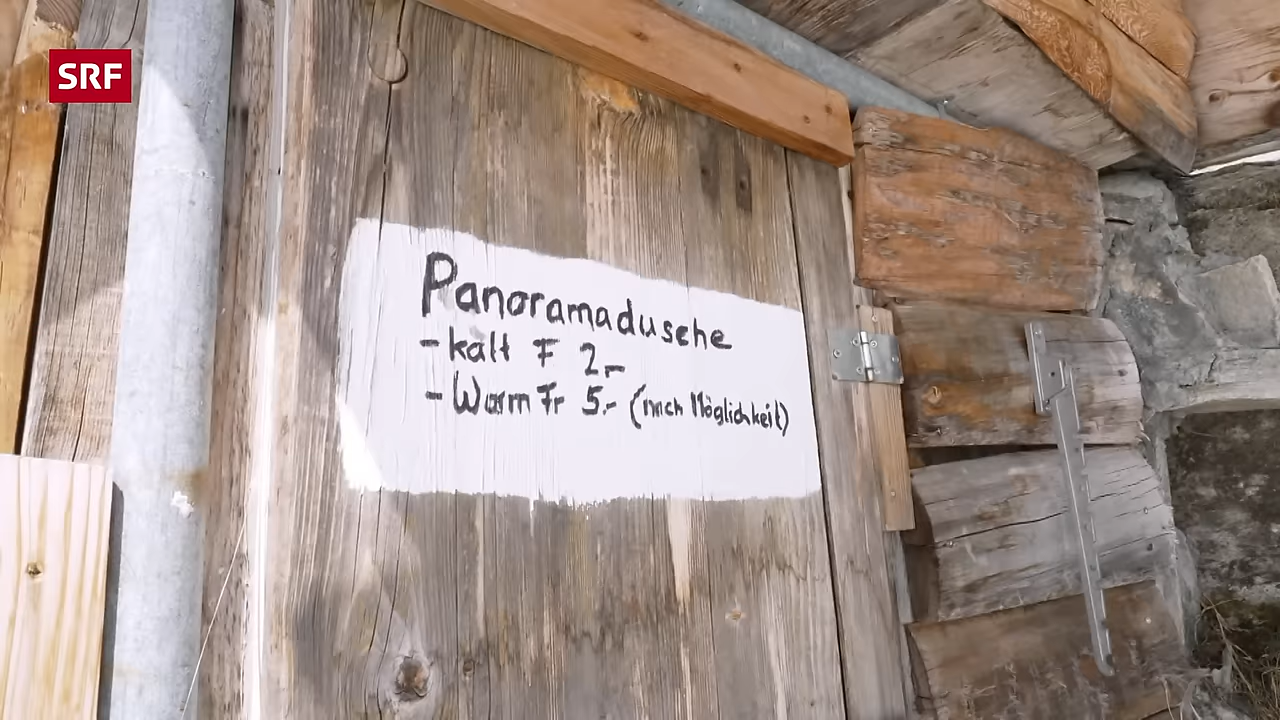 SRF
Panoramadusche
-kalt F 2.-
-Warm Fr 5.- (nach Möglichkeit)